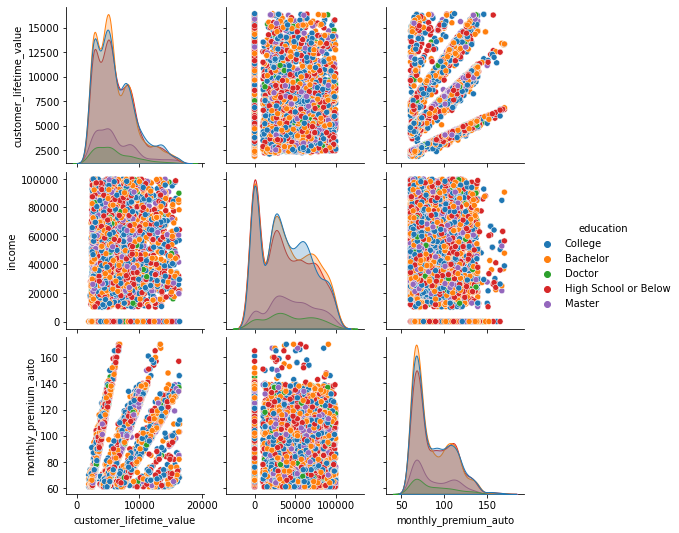 customer_lifetime_value
15000
12500
10000
7500
5000
2500
income
100000
80000
60000
40000
20000
0
education
College
Bachelor
Doctor
High School or Below
Master
monthly_premium_auto
160
140
120
100
80
60
0 10000 20000
0 50000 100000
50 100 150
customer_lifetime_value
income
monthly_premium_auto